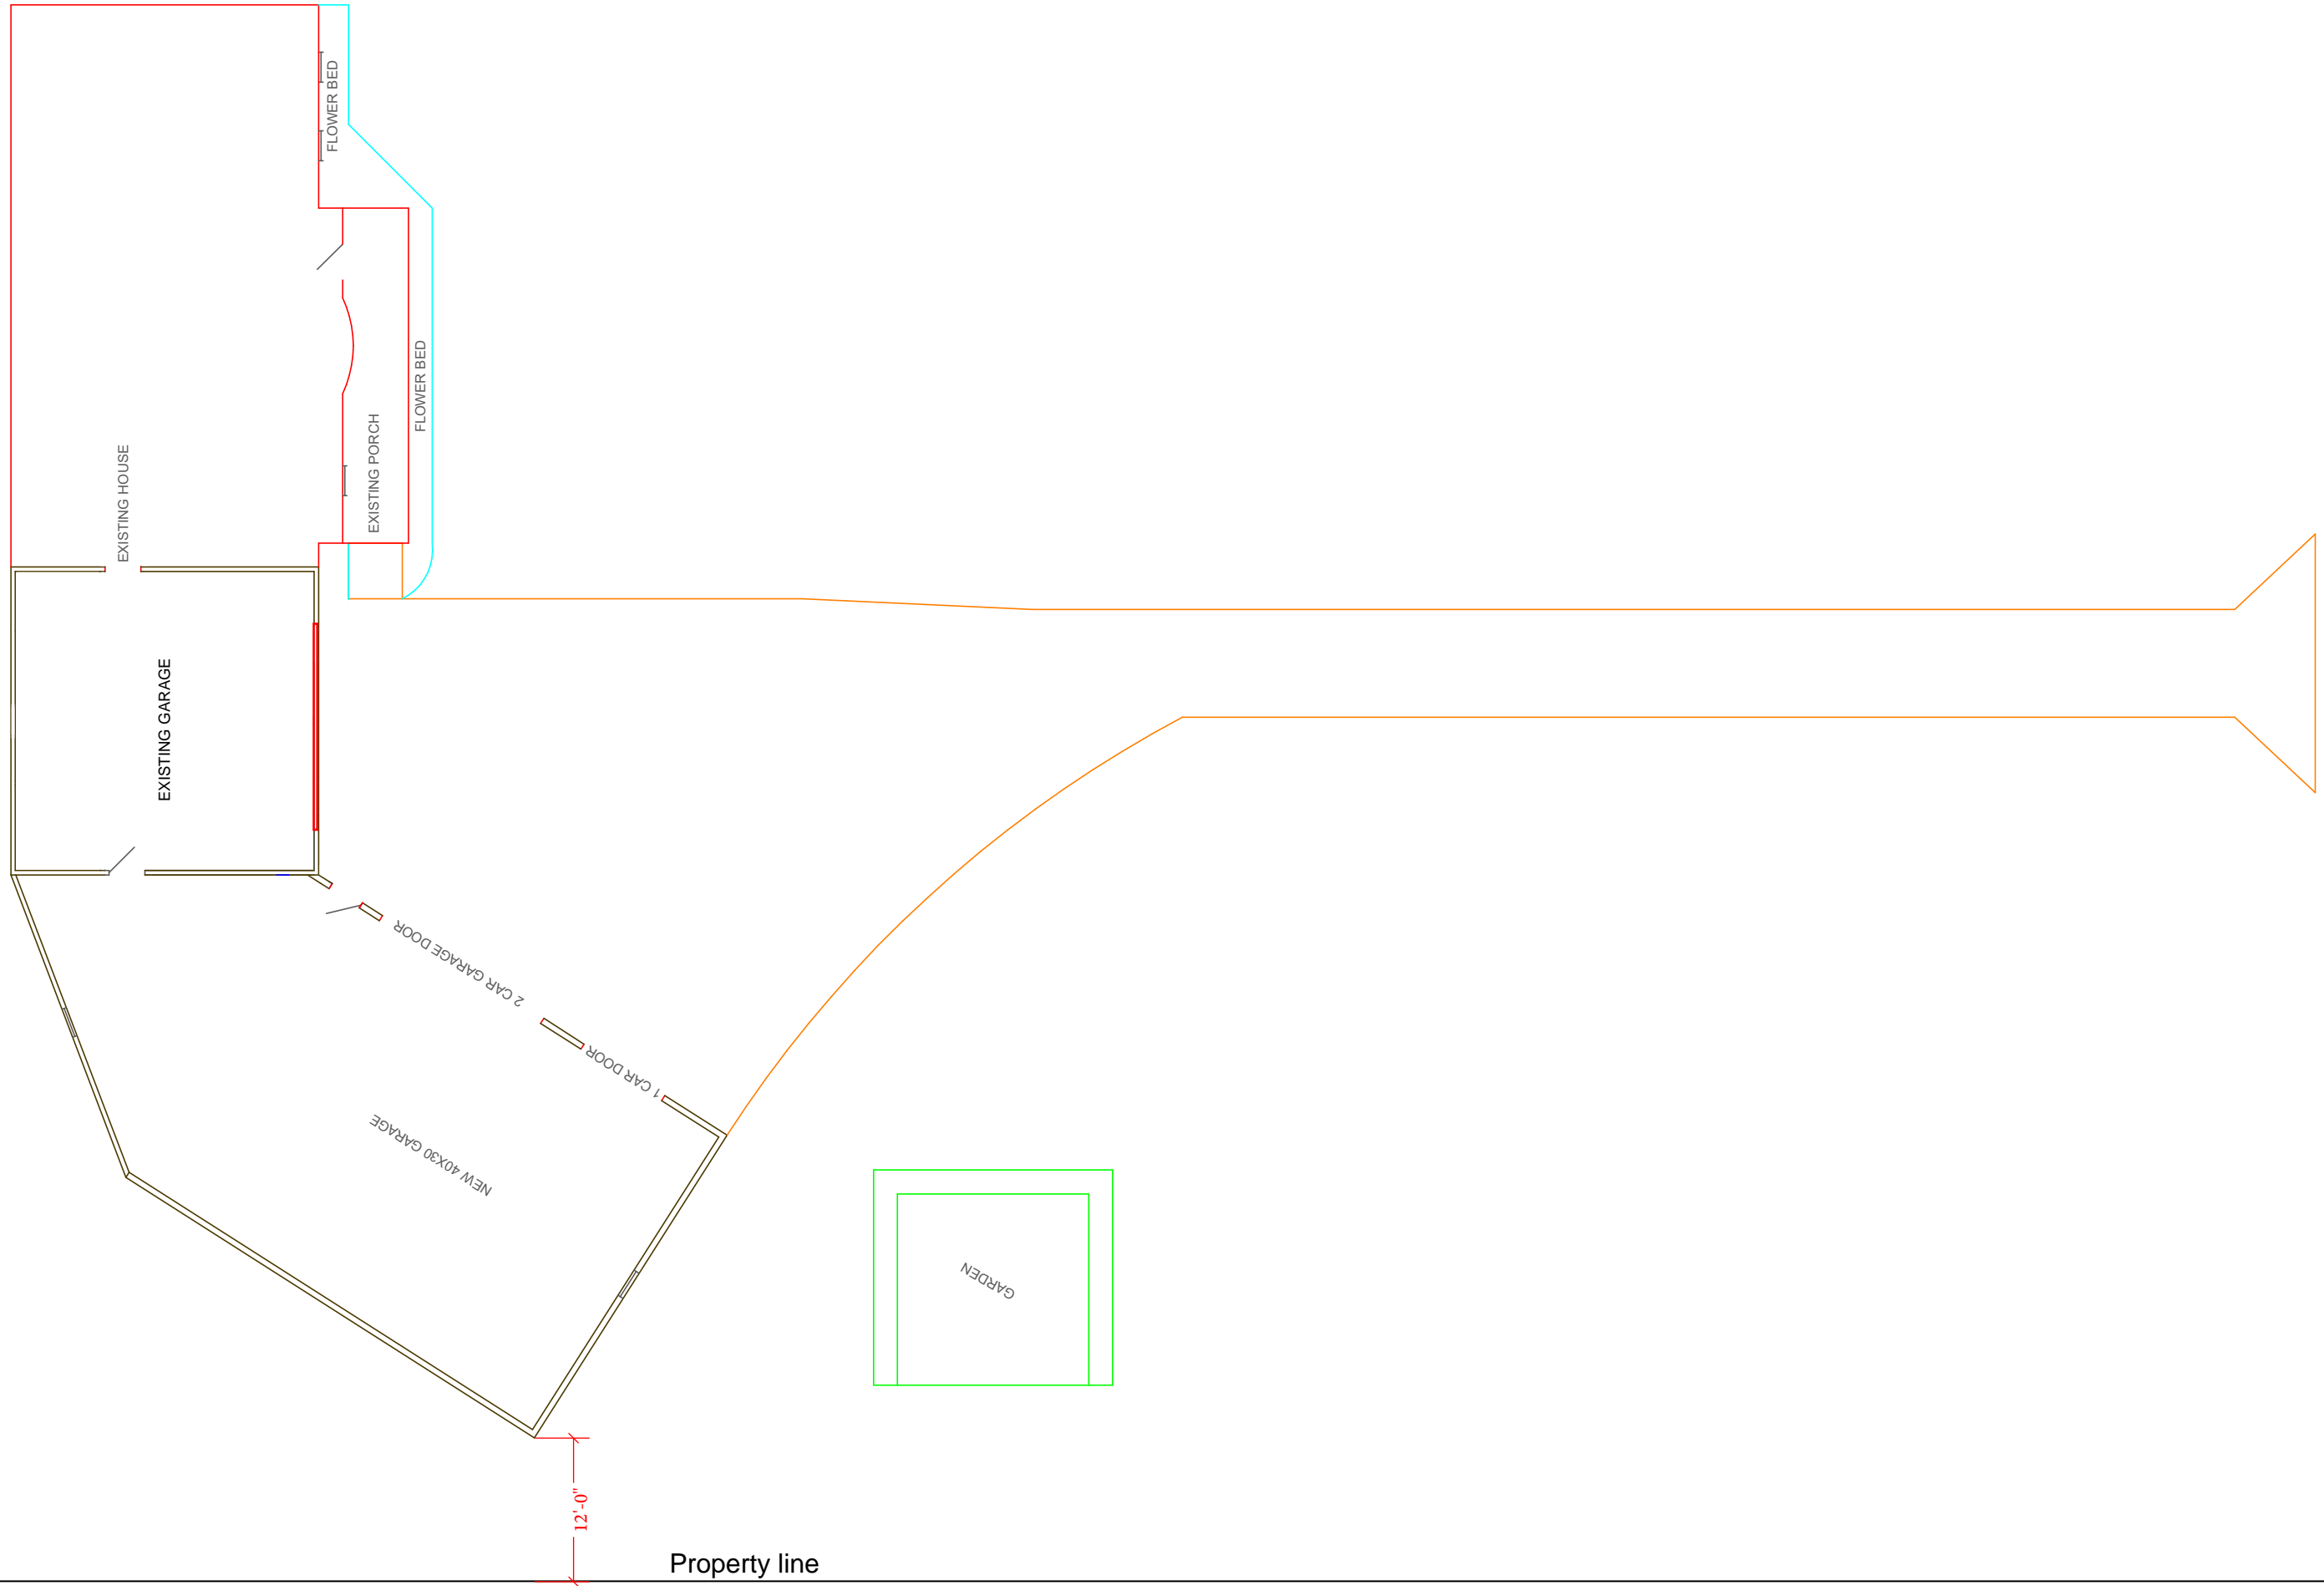 FLOWER BED
FLOWER BED
EXISTING PORCH
EXISTING HOUSE
EXISTING GARAGE
2 CAR GARAGE DOOR
1 CAR DOOR
NEW 40X30 GARAGE
GARDEN
12'-0"
Property line